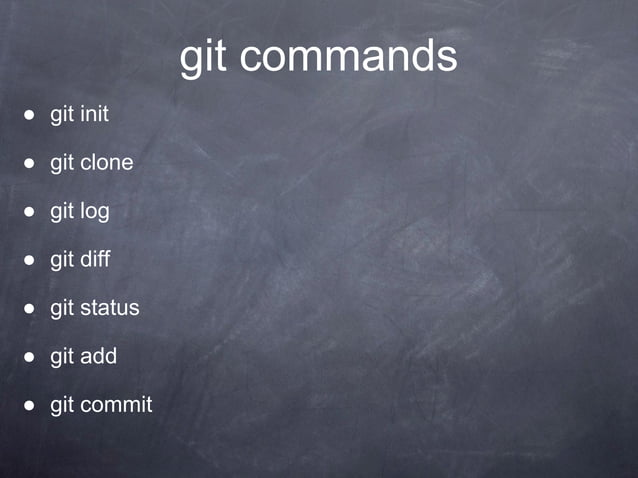 git commands
● git init
● git clone
● git log
● git diff
● git status
● git add
● git commit